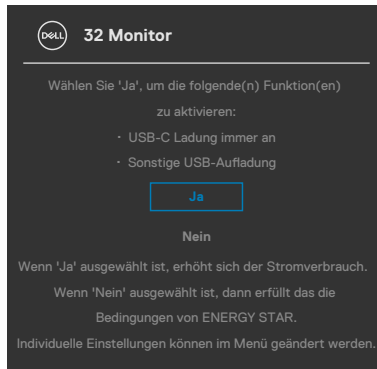 DELL 32 Monitor
Wählen Sie 'Ja', um die folgende(n) Funktion(en)
zu aktivieren:
· USB-C Ladung immer an
· Sonstige USB-Aufladung
Ja
Nein
Wenn 'Ja' ausgewählt ist, erhöht sich der Stromverbrauch.
Wenn 'Nein' ausgewählt ist, dann erfüllt das die
Bedingungen von ENERGY STAR.
Individuelle Einstellungen können im Menü geändert werden.